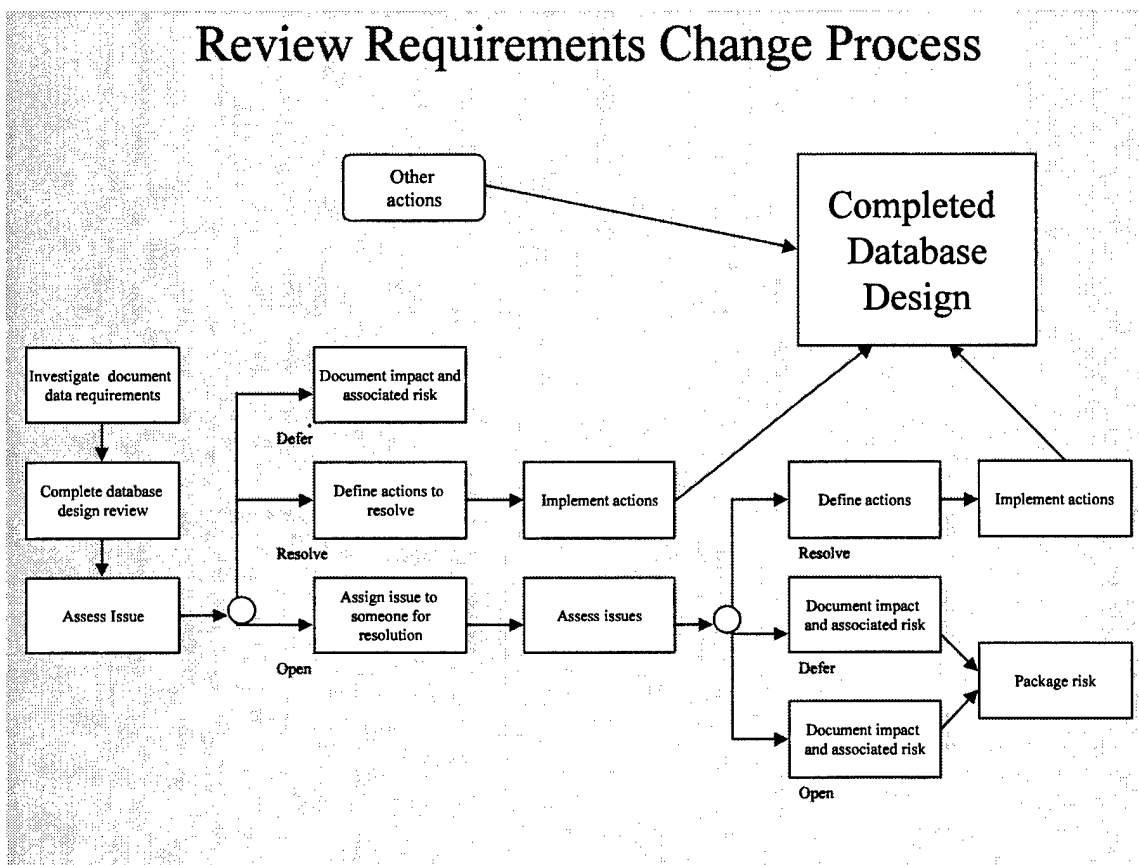 Review Requirements Change Process
Other
actions
Completed
Database
Design
Investigate document
data requirements
Document impact and
associated risk
Defer
Complete database
design review
Define actions to
resolve
Implement actions
Resolve
Define actions
Implement actions
Resolve
Assess Issue
Assign issue to
someone for
resolution
Open
Assess issues
Document impact
and associated risk
Defer
Package risk
Document impact
and associated risk
Open